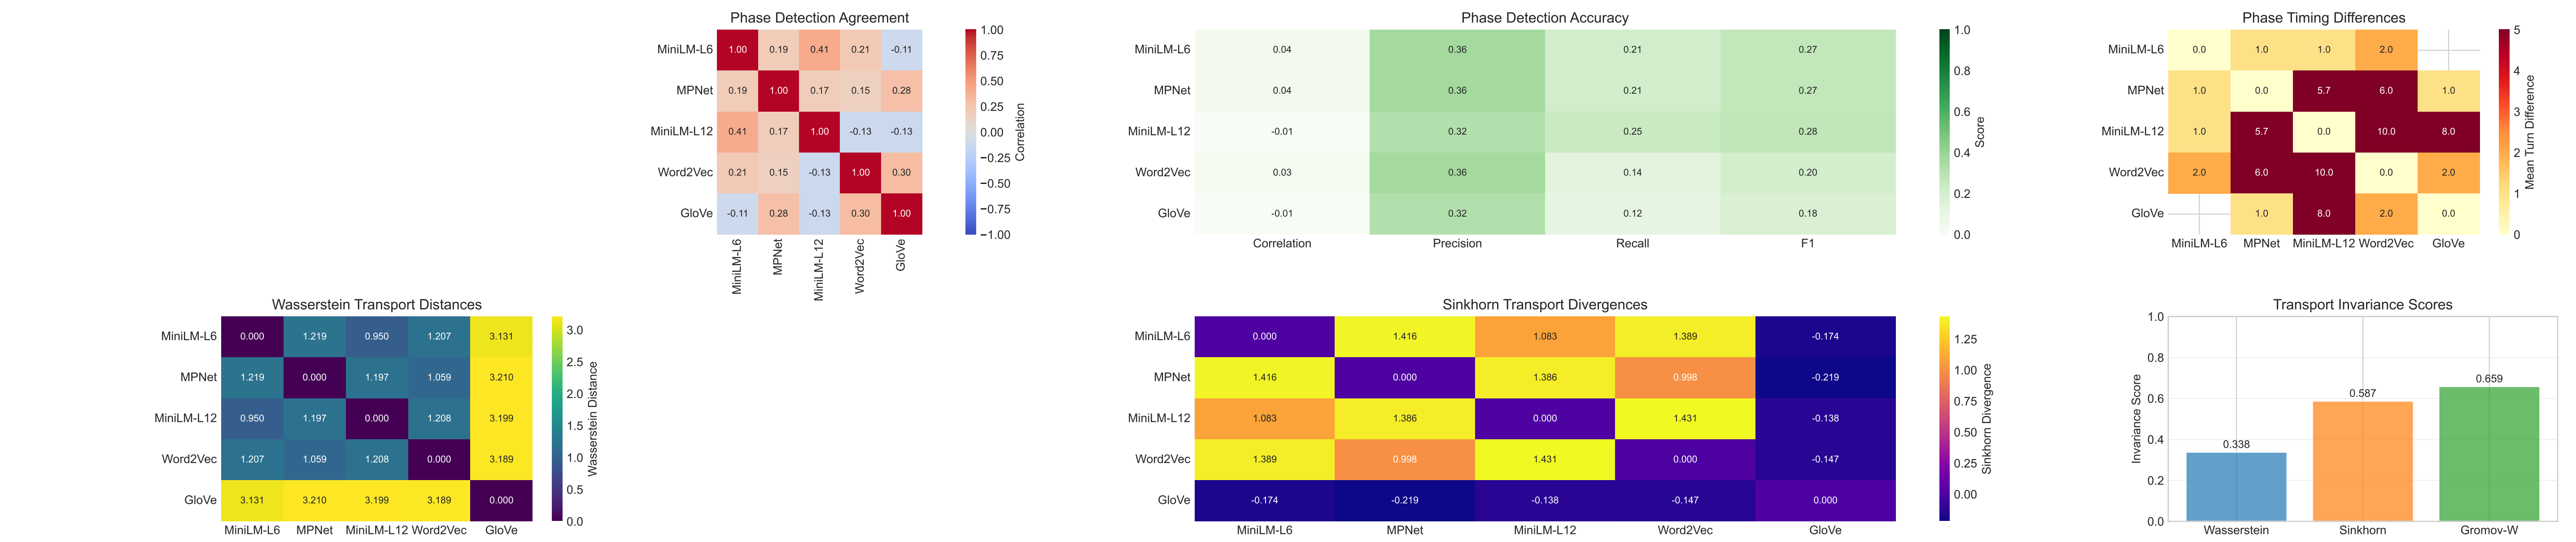 Phase Detection Agreement
MiniLM-L6 1.00 0.19 0.41 0.21 -0.11
MPNet 0.19 1.00 0.17 0.15 0.28
MiniLM-L12 0.41 0.17 1.00 -0.13 -0.13
Word2Vec 0.21 0.15 -0.13 1.00 0.30
GloVe -0.11 0.28 -0.13 0.30 1.00
MiniLM-L6 MPNet MiniLM-L12 Word2Vec GloVe
1.00
0.75
0.50
0.25
0.00
−0.25
−0.50
−0.75
−1.00
Correlation
Phase Detection Accuracy
MiniLM-L6 0.04 0.36 0.21 0.27
MPNet 0.04 0.36 0.21 0.27
MiniLM-L12 -0.01 0.32 0.25 0.28
Word2Vec 0.03 0.36 0.14 0.20
GloVe -0.01 0.32 0.12 0.18
Correlation Precision Recall F1
1.0
0.8
0.6
0.4
0.2
0.0
Score
Phase Timing Differences
MiniLM-L6 0.0 1.0 1.0 2.0
MPNet 1.0 0.0 5.7 6.0 1.0
MiniLM-L12 1.0 5.7 0.0 10.0 8.0
Word2Vec 2.0 6.0 10.0 0.0 2.0
GloVe 1.0 8.0 2.0 0.0
MiniLM-L6 MPNet MiniLM-L12 Word2Vec GloVe
5
4
3
2
1
0
Mean Turn Difference
Wasserstein Transport Distances
MiniLM-L6 0.000 1.219 0.950 1.207 3.131
MPNet 1.219 0.000 1.197 1.059 3.210
MiniLM-L12 0.950 1.197 0.000 1.208 3.199
Word2Vec 1.207 1.059 1.208 0.000 3.189
GloVe 3.131 3.210 3.199 3.189 0.000
MiniLM-L6 MPNet MiniLM-L12 Word2Vec GloVe
3.0
2.5
2.0
1.5
1.0
0.5
0.0
Wasserstein Distance
Sinkhorn Transport Divergences
MiniLM-L6 0.000 1.416 1.083 1.389 -0.174
MPNet 1.416 0.000 1.386 0.998 -0.219
MiniLM-L12 1.083 1.386 0.000 1.431 -0.138
Word2Vec 1.389 0.998 1.431 0.000 -0.147
GloVe -0.174 -0.219 -0.138 -0.147 0.000
MiniLM-L6 MPNet MiniLM-L12 Word2Vec GloVe
1.25
1.00
0.75
0.50
0.25
0.00
Sinkhorn Divergence
Transport Invariance Scores
Invariance Score
1.0
0.8
0.6
0.4
0.2
0.0
0.338
0.587
0.659
Wasserstein Sinkhorn Gromov-W